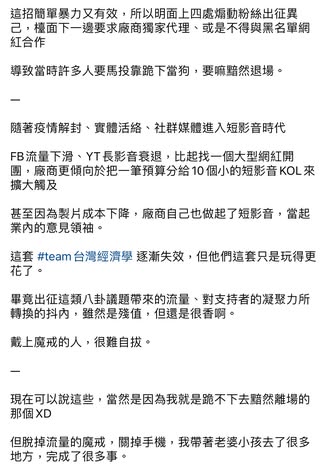 這招簡單暴力又有效，所以明面上四處煽動粉絲出征異
己，檯面下一邊要求廠商獨家代理、或是不得與黑名單網
紅合作
導致當時許多人要馬投靠跪下當狗，要嘛黯然退場。
—
隨著疫情解封、實體活絡、社群媒體進入短影音時代
FB流量下滑、YT長影音衰退，比起找一個大型網紅開
團，廠商更傾向於把一筆預算分給10個小的短影音KOL來
擴大觸及
甚至因為製片成本下降，廠商自己也做起了短影音，當起
業內的意見領袖。
這套 #team台灣經濟學 逐漸失效，但他們這套只是玩得更
花了。
畢竟出征這類八卦議題帶來的流量、對支持者的凝聚力所
轉換的抖內，雖然是殘值，但還是很香啊。
戴上魔戒的人，很難自拔。
—
現在可以說這些，當然是因為我就是跪不下去黯然離場的
那個XD
但脫掉流量的魔戒，關掉手機，我帶著老婆小孩去了很多
地方，完成了很多事。